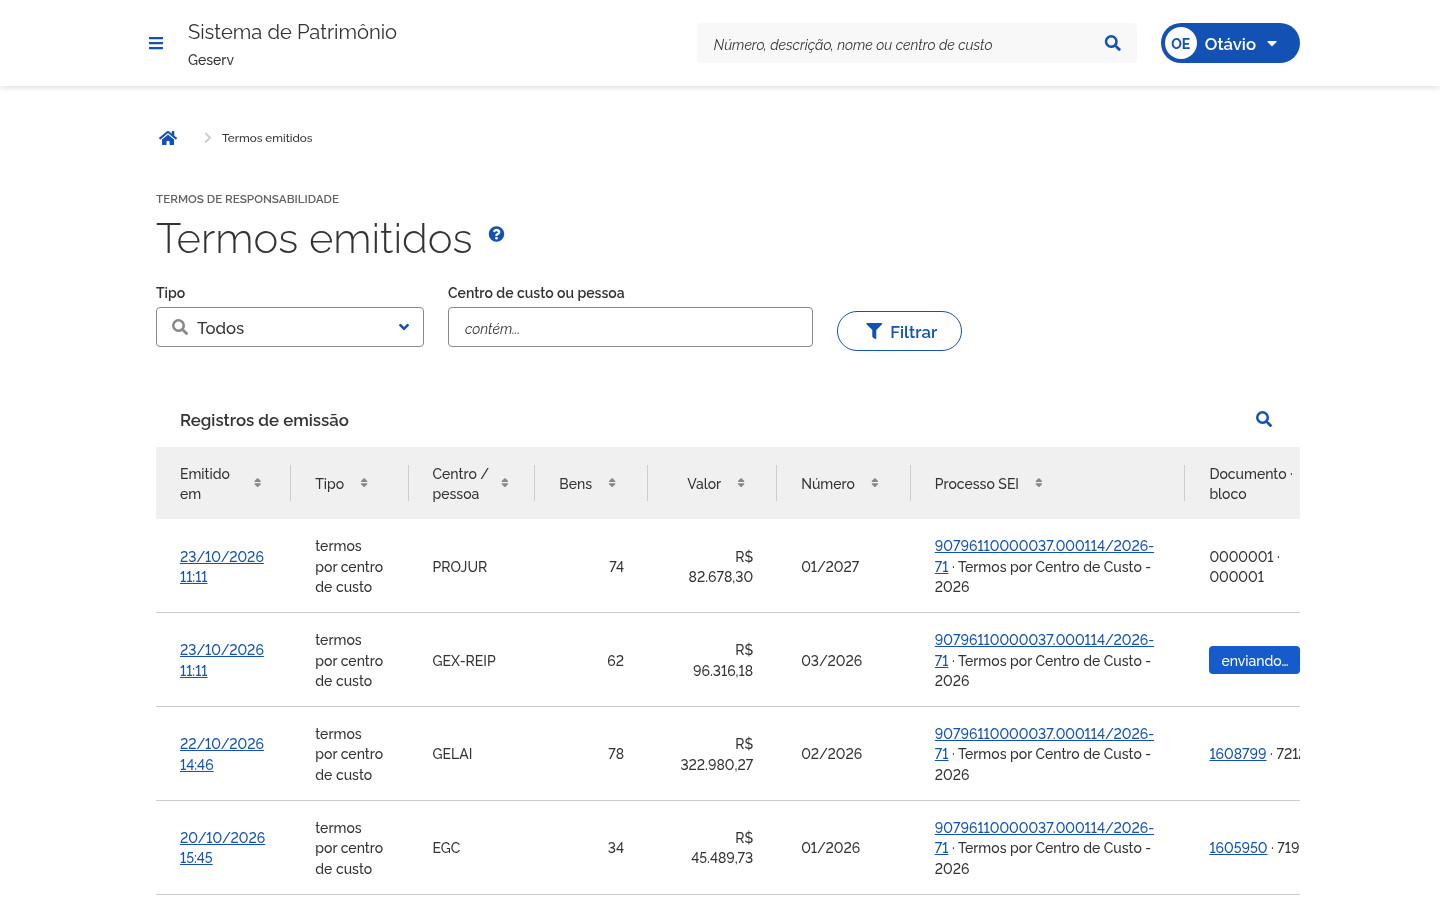 Sistema de Patrimônio
Geserv
Número, descrição, nome ou centro de custo
OE Otávio
Termos emitidos
TERMOS DE RESPONSABILIDADE
Termos emitidos
Tipo
Centro de custo ou pessoa
Todos
contém...
Filtrar
Registros de emissão
Emitido em
Tipo
Centro / pessoa
Bens
Valor
Número
Processo SEI
Documento · bloco
23/10/2026 11:11
termos por centro de custo
PROJUR
74
R$ 82.678,30
01/2027
90796110000037.000114/2026-71 · Termos por Centro de Custo - 2026
0000001 · 000001
23/10/2026 11:11
termos por centro de custo
GEX-REIP
62
R$ 96.316,18
03/2026
90796110000037.000114/2026-71 · Termos por Centro de Custo - 2026
enviando...
22/10/2026 14:46
termos por centro de custo
GELAI
78
R$ 322.980,27
02/2026
90796110000037.000114/2026-71 · Termos por Centro de Custo - 2026
1608799 · 7212
20/10/2026 15:45
termos por centro de custo
EGC
34
R$ 45.489,73
01/2026
90796110000037.000114/2026-71 · Termos por Centro de Custo - 2026
1605950 · 719